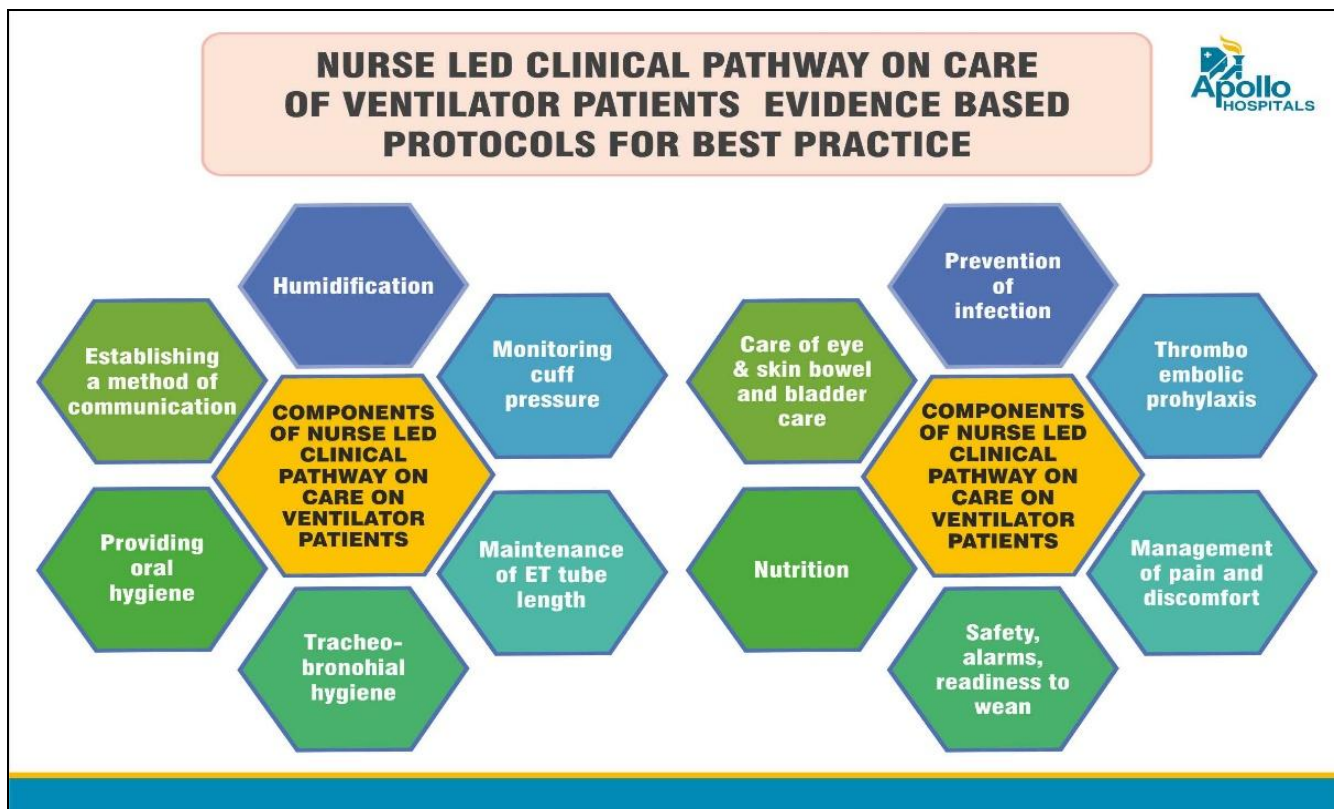 NURSE LED CLINICAL PATHWAY ON CARE
OF VENTILATOR PATIENTS EVIDENCE BASED
PROTOCOLS FOR BEST PRACTICE
Apollo
HOSPITALS
Humidification
Monitoring
cuff
pressure
Maintenance
of ET tube
length
Tracheo-
bronohial
hygiene
Providing
oral
hygiene
Establishing
a method of
communication
COMPONENTS
OF NURSE LED
CLINICAL
PATHWAY ON
CARE ON
VENTILATOR
PATIENTS
Prevention
of
infection
Thrombo
embolic
prohylaxis
Management
of pain and
discomfort
Safety,
alarms,
readiness to
wean
Nutrition
Care of eye
& skin bowel
and bladder
care
COMPONENTS
OF NURSE LED
CLINICAL
PATHWAY ON
CARE ON
VENTILATOR
PATIENTS